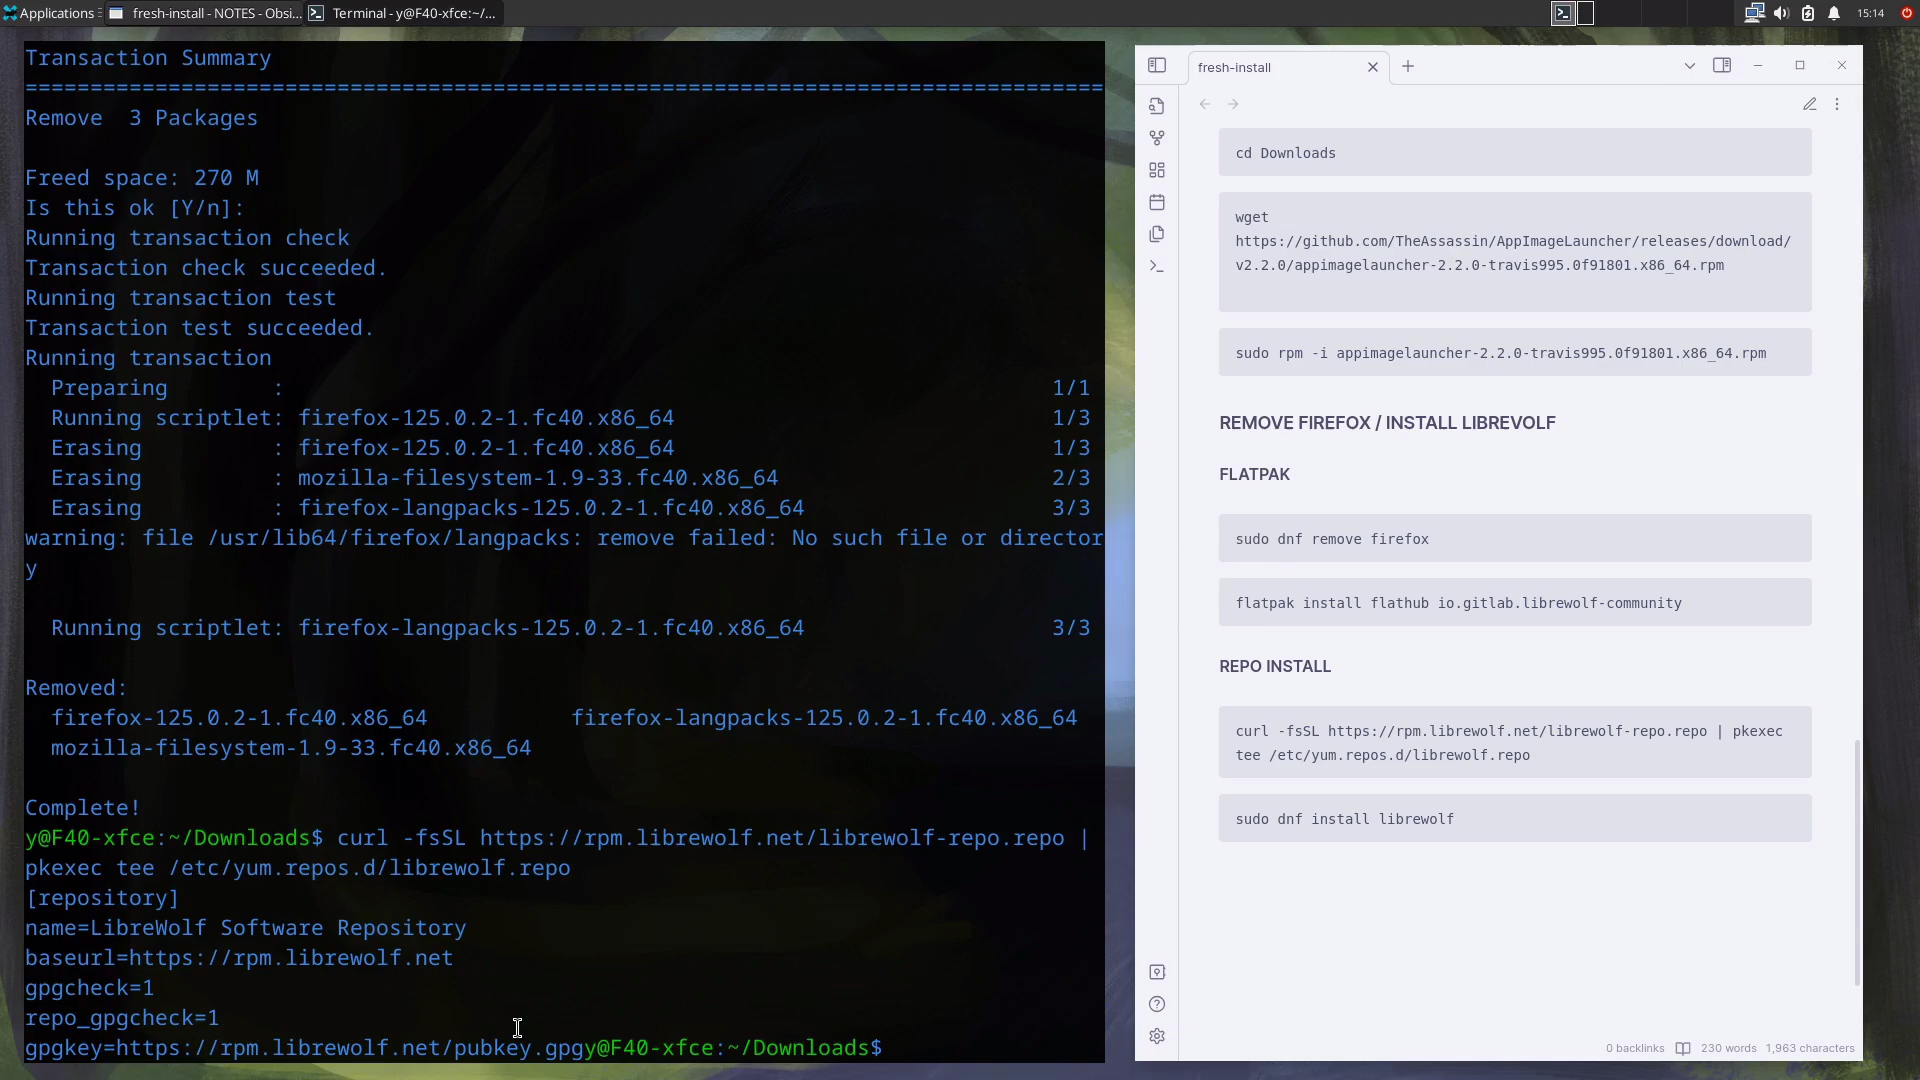 Applications
fresh-install - NOTES - Obsi...
Terminal - y@F40-xfce:~/...
15:14
Transaction Summary
===================================================================================
Remove  3 Packages
Freed space: 270 M
Is this ok [Y/n]:
Running transaction check
Transaction check succeeded.
Running transaction test
Transaction test succeeded.
Running transaction
Preparing        :                                                           1/1
Running scriptlet: firefox-125.0.2-1.fc40.x86_64                             1/3
Erasing          : firefox-125.0.2-1.fc40.x86_64                             1/3
Erasing          : mozilla-filesystem-1.9-33.fc40.x86_64                     2/3
Erasing          : firefox-langpacks-125.0.2-1.fc40.x86_64                   3/3
warning: file /usr/lib64/firefox/langpacks: remove failed: No such file or director
y
Running scriptlet: firefox-langpacks-125.0.2-1.fc40.x86_64                   3/3
Removed:
firefox-125.0.2-1.fc40.x86_64           firefox-langpacks-125.0.2-1.fc40.x86_64
mozilla-filesystem-1.9-33.fc40.x86_64
Complete!
y@F40-xfce:~/Downloads$ curl -fsSL https://rpm.librewolf.net/librewolf-repo.repo |
pkexec tee /etc/yum.repos.d/librewolf.repo
[repository]
name=LibreWolf Software Repository
baseurl=https://rpm.librewolf.net
gpgcheck=1
repo_gpgcheck=1
gpgkey=https://rpm.librewolf.net/pubkey.gpgy@F40-xfce:~/Downloads$
fresh-install
cd Downloads
wget
https://github.com/TheAssassin/AppImageLauncher/releases/download/
v2.2.0/appimagelauncher-2.2.0-travis995.0f91801.x86_64.rpm
sudo rpm -i appimagelauncher-2.2.0-travis995.0f91801.x86_64.rpm
REMOVE FIREFOX / INSTALL LIBREVOLF
FLATPAK
sudo dnf remove firefox
flatpak install flathub io.gitlab.librewolf-community
REPO INSTALL
curl -fsSL https://rpm.librewolf.net/librewolf-repo.repo | pkexec
tee /etc/yum.repos.d/librewolf.repo
sudo dnf install librewolf
0 backlinks 230 words 1,963 characters